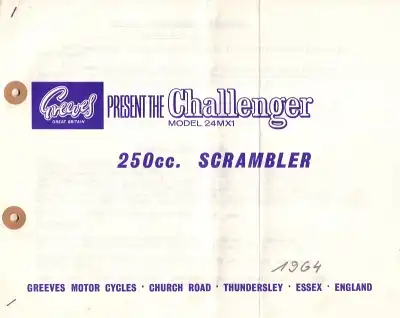 Greeves
GREAT BRITAIN
PRESENT THE Challenger
MODEL 24MX1
250cc. SCRAMBLER
1964
GREEVES MOTOR CYCLES · CHURCH ROAD · THUNDERSLEY · ESSEX · ENGLAND